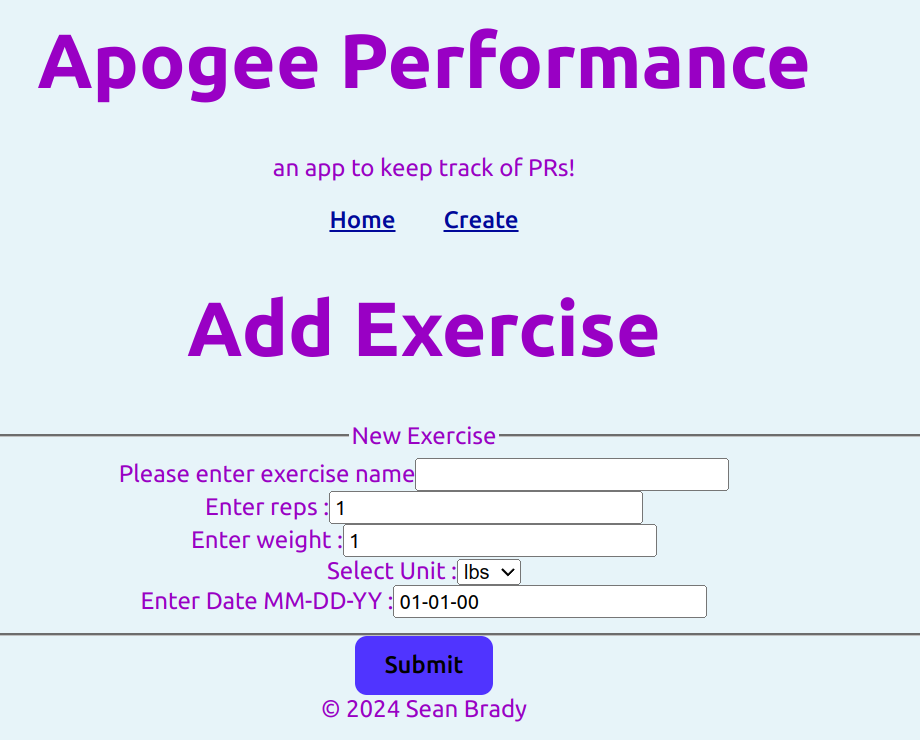 Apogee Performance
an app to keep track of PRs!
Home Create
Add Exercise
New Exercise
Please enter exercise name
Enter reps : 1
Enter weight : 1
Select Unit : lbs
Enter Date MM-DD-YY : 01-01-00
Submit
© 2024 Sean Brady